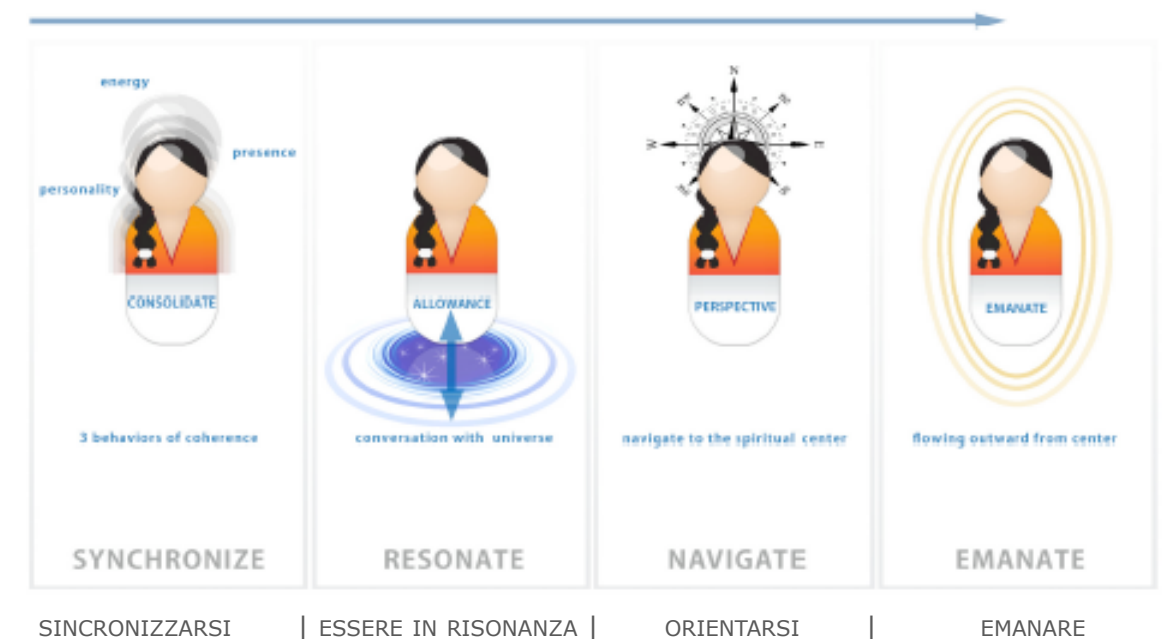 energy
presence
personality
CONSOLIDATE
3 behaviors of coherence
SYNCHRONIZE
ALLOWANCE
conversation with universe
RESONATE
N
E
W
PERSPECTIVE
navigate to the spiritual center
NAVIGATE
EMANATE
flowing outward from center
EMANATE
SINCRONIZZARSI | ESSERE IN RISONANZA | ORIENTARSI | EMANARE